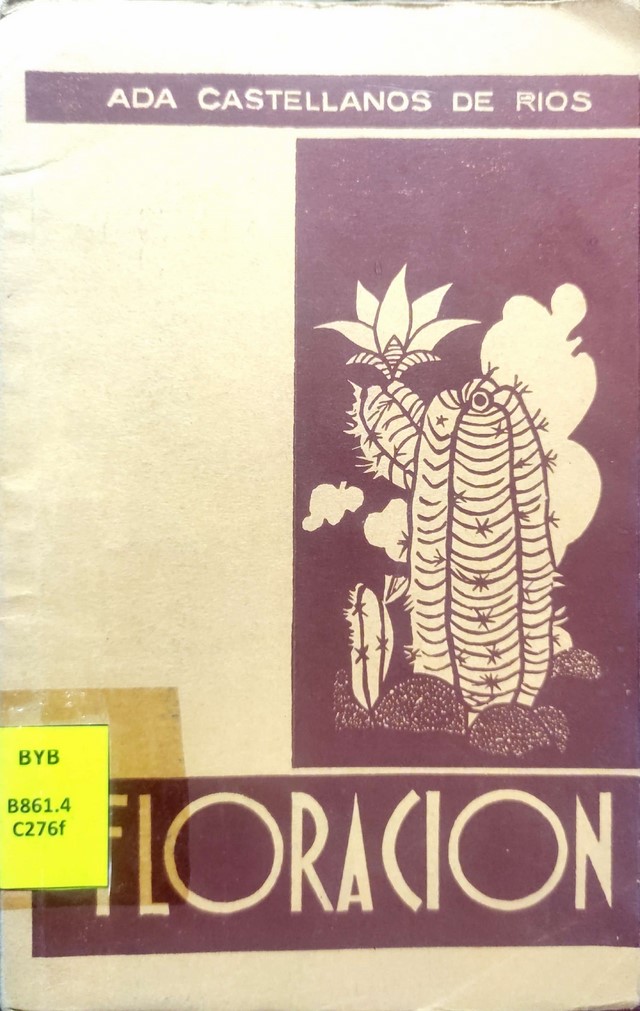 ADA CASTELLANOS DE RIOS
BYB
B861.4
C276f
FLORACION